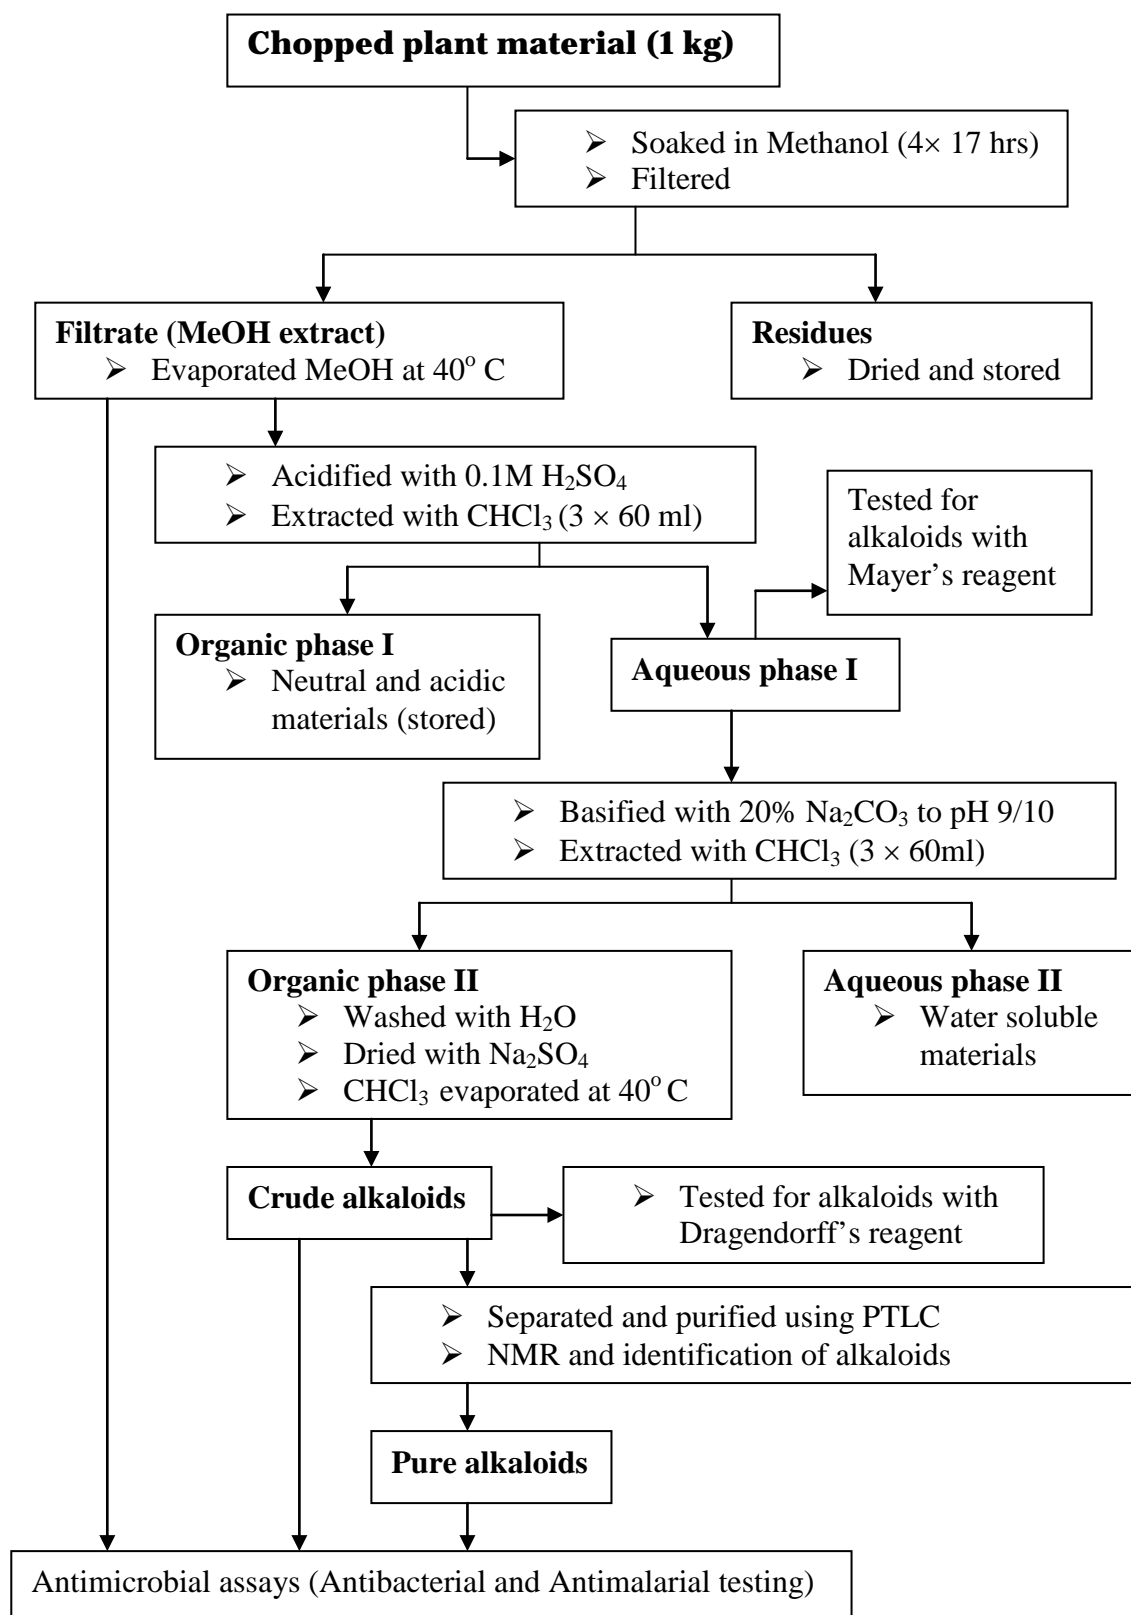 Chopped plant material (1 kg)
➢ Soaked in Methanol (4× 17 hrs)
➢ Filtered
Filtrate (MeOH extract)
➢ Evaporated MeOH at 40° C
Residues
➢ Dried and stored
➢ Acidified with 0.1M H₂SO₄
➢ Extracted with CHCl₃ (3 × 60 ml)
Tested for
alkaloids with
Mayer’s reagent
Organic phase I
➢ Neutral and acidic
materials (stored)
Aqueous phase I
➢ Basified with 20% Na₂CO₃ to pH 9/10
➢ Extracted with CHCl₃ (3 × 60ml)
Organic phase II
➢ Washed with H₂O
➢ Dried with Na₂SO₄
➢ CHCl₃ evaporated at 40° C
Aqueous phase II
➢ Water soluble
materials
Crude alkaloids
➢ Tested for alkaloids with
Dragendorff’s reagent
➢ Separated and purified using PTLC
➢ NMR and identification of alkaloids
Pure alkaloids
Antimicrobial assays (Antibacterial and Antimalarial testing)